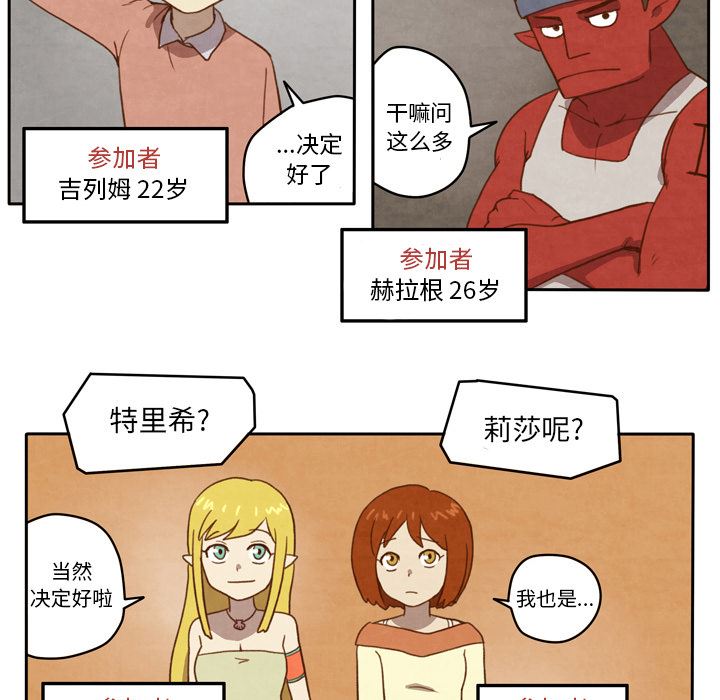 ...决定
好了
参加者
吉列姆 22岁
干嘛问
这么多
参加者
赫拉根 26岁
特里希?
莉莎呢?
当然
决定好啦
我也是...